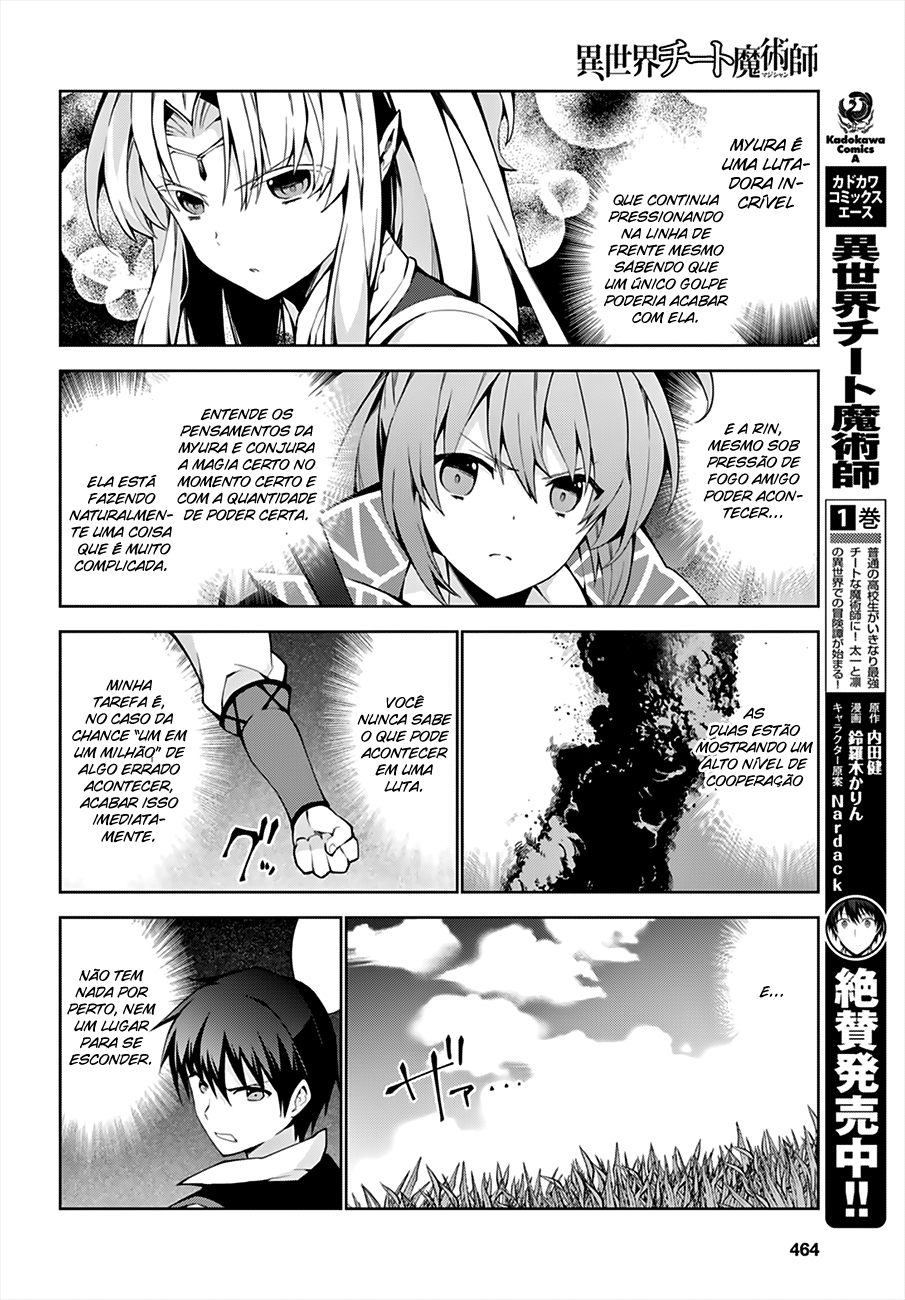 異世界チート魔術師
マジシャン
MYURA
É UMA LUTA-
DORA IN-
CRÍVEL
QUE CONTINUA
PRESSIONANDO
NA LINHA DE
FRENTE MESMO
SABENDO QUE
UM ÚNICO GOLPE
PODERIA ACABAR
COM ELA.
E A RIN,
MESMO SOB
PRESSÃO DE
FOGO AMIGO
PODER ACON-
TECER...
ENTENDE OS
PENSAMENTOS DA
MYURA E CONJURA
A MAGIA CERTO NO
MOMENTO CERTO E
COM A QUANTIDADE
DE PODER CERTA.
ELA ESTÁ
FAZENDO
NATURALMEN-
TE UMA COISA
QUE É MUITO
COMPLICADA.
AS
DUAS ESTÃO
MOSTRANDO UM
ALTO NÍVEL DE
COOPERAÇÃO
VOCÊ
NUNCA SABE
O QUE PODE
ACONTECER
EM UMA
LUTA.
MINHA
TAREFA É,
NO CASO DA
CHANCE "UM EM
UM MILHÃO" DE
ALGO ERRADO
ACONTECER,
ACABAR ISSO
IMEDIATA-
MENTE.
グッ
E...
ザァ....
NÃO TEM
NADA POR
PERTO, NEM
UM LUGAR
PARA SE
ESCONDER.
Kadokawa
Comics
A
カドカワ
コミックス
エース
異世界チート魔術師
1巻
普通の高校生がいきなり最強
チートな魔術師に!太一と凛
の異世界での冒険譚が始まる!
原作 内田健
漫画 鈴羅木かりん
キャラクター原案 Nardack
絶賛発売中!!
464